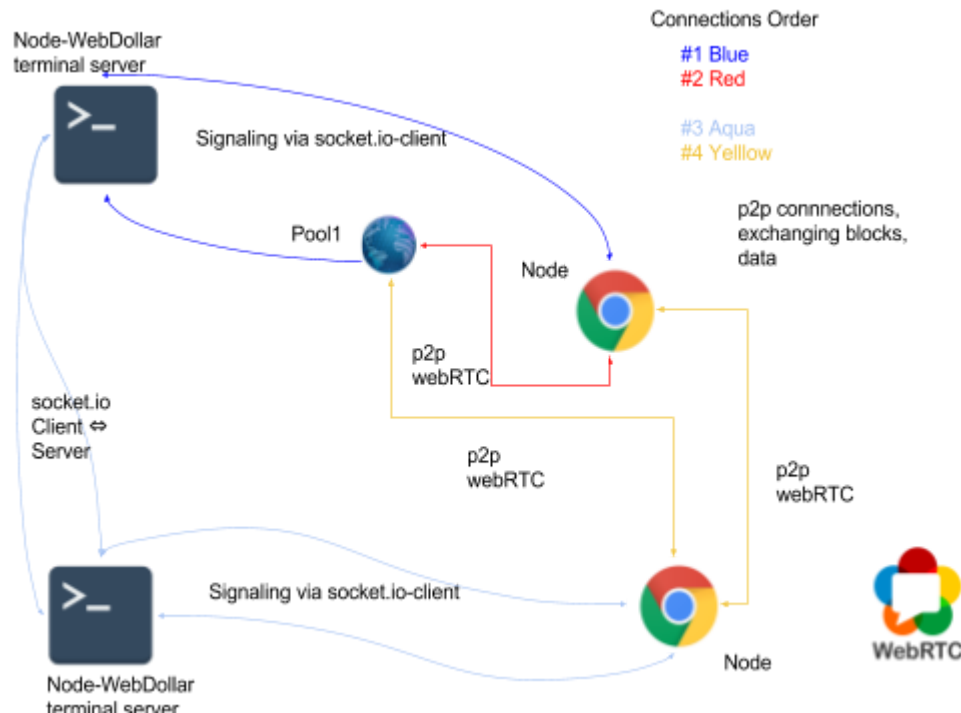 Connections Order
#1 Blue
#2 Red
#3 Aqua
#4 Yelllow
Node-WebDollar
terminal server
>_
Signaling via socket.io-client
p2p connnections,
exchanging blocks,
data
Pool1
Node
p2p
webRTC
socket.io
Client ⇔
Server
p2p
webRTC
p2p
webRTC
>_
Signaling via socket.io-client
WebRTC
Node
Node-WebDollar
terminal server